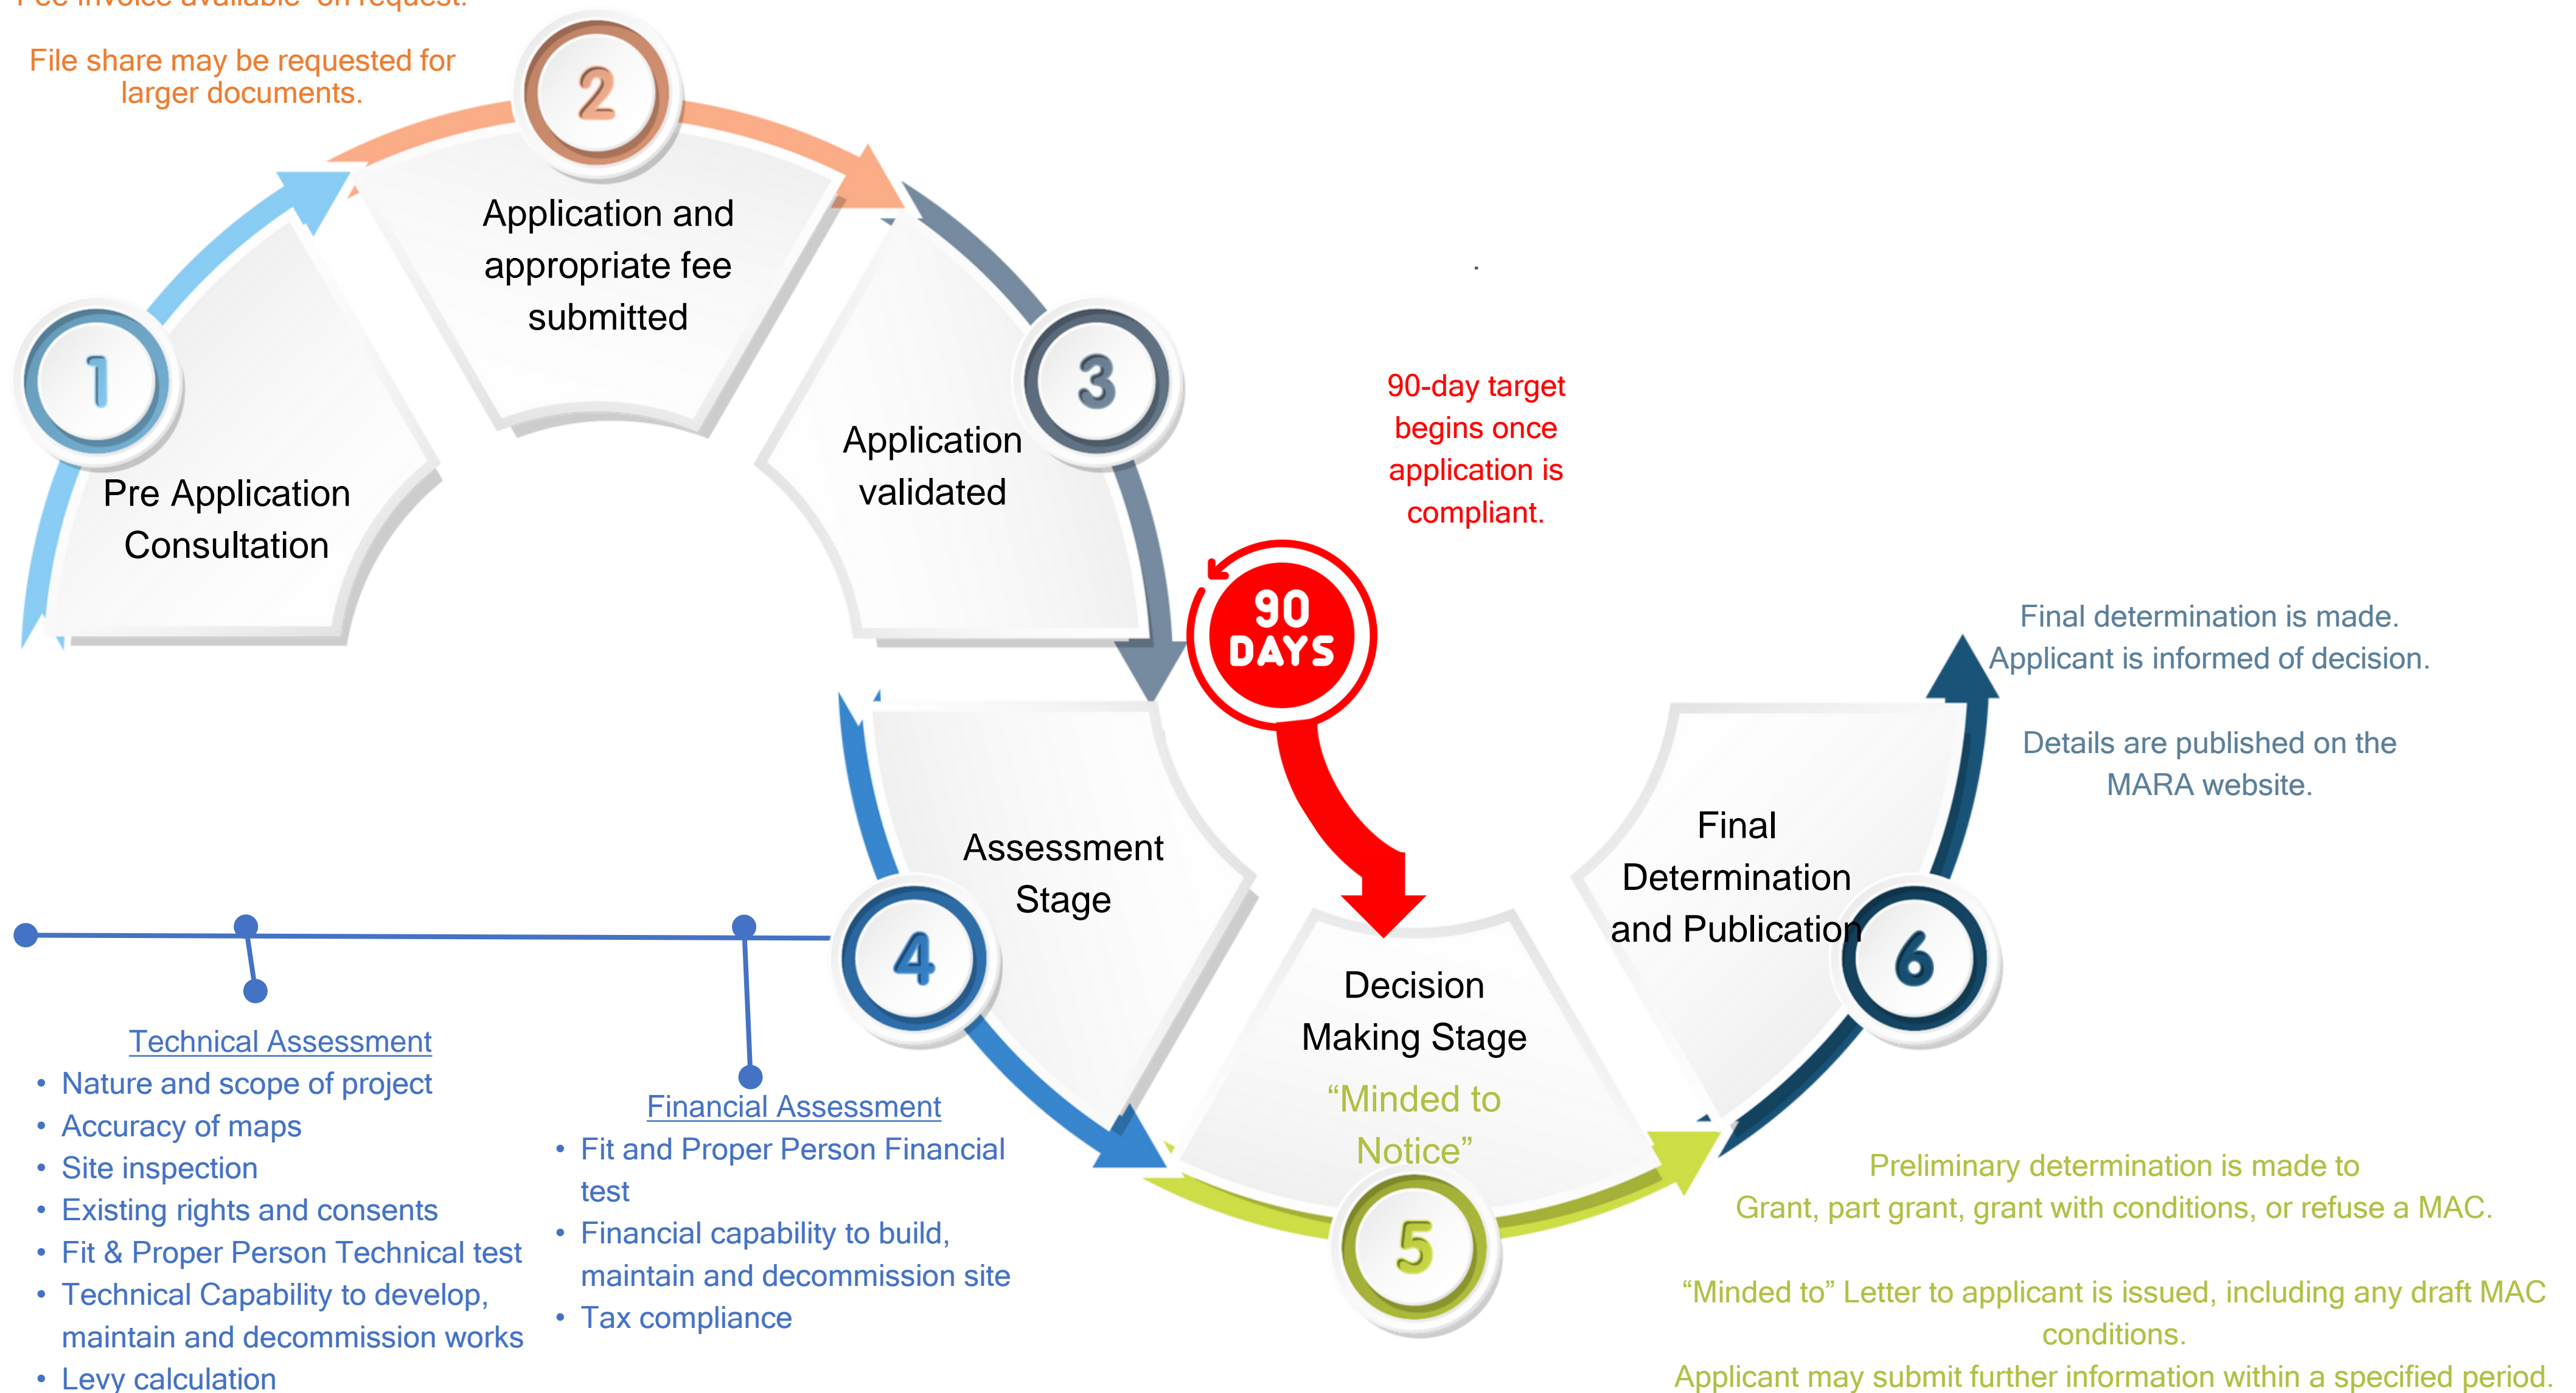 Fee invoice available on request.
File share may be requested for
larger documents.
2
Application and
appropriate fee
submitted
1
Pre Application
Consultation
3
Application
validated
.
90-day target
begins once
application is
compliant.
90
DAYS
Assessment
Stage
4
Technical Assessment
• Nature and scope of project
• Accuracy of maps
• Site inspection
• Existing rights and consents
• Fit & Proper Person Technical test
• Technical Capability to develop,
maintain and decommission works
• Levy calculation
Financial Assessment
• Fit and Proper Person Financial
test
• Financial capability to build,
maintain and decommission site
• Tax compliance
Decision
Making Stage
“Minded to
Notice”
5
Preliminary determination is made to
Grant, part grant, grant with conditions, or refuse a MAC.
“Minded to” Letter to applicant is issued, including any draft MAC
conditions.
Applicant may submit further information within a specified period.
Final
Determination
and Publication
6
Final determination is made.
Applicant is informed of decision.
Details are published on the
MARA website.